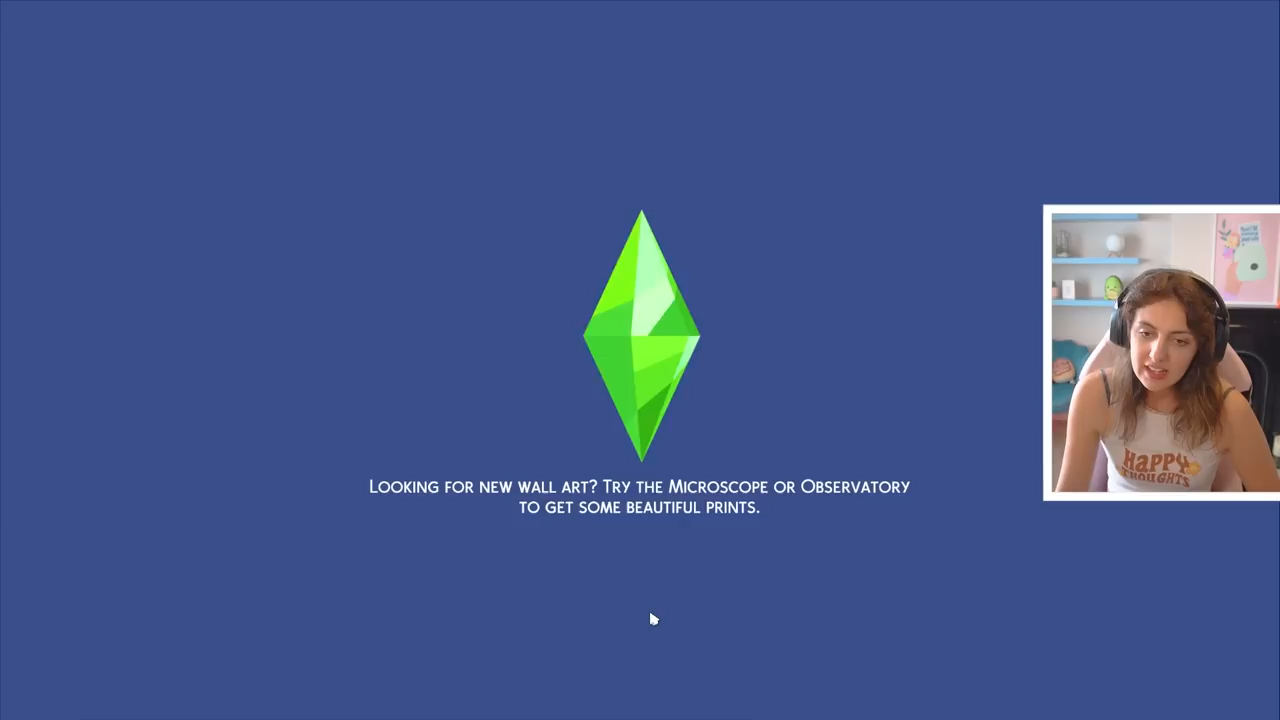 Looking for new wall art? Try the Microscope or Observatory
to get some beautiful prints.
Happy
Thoughts